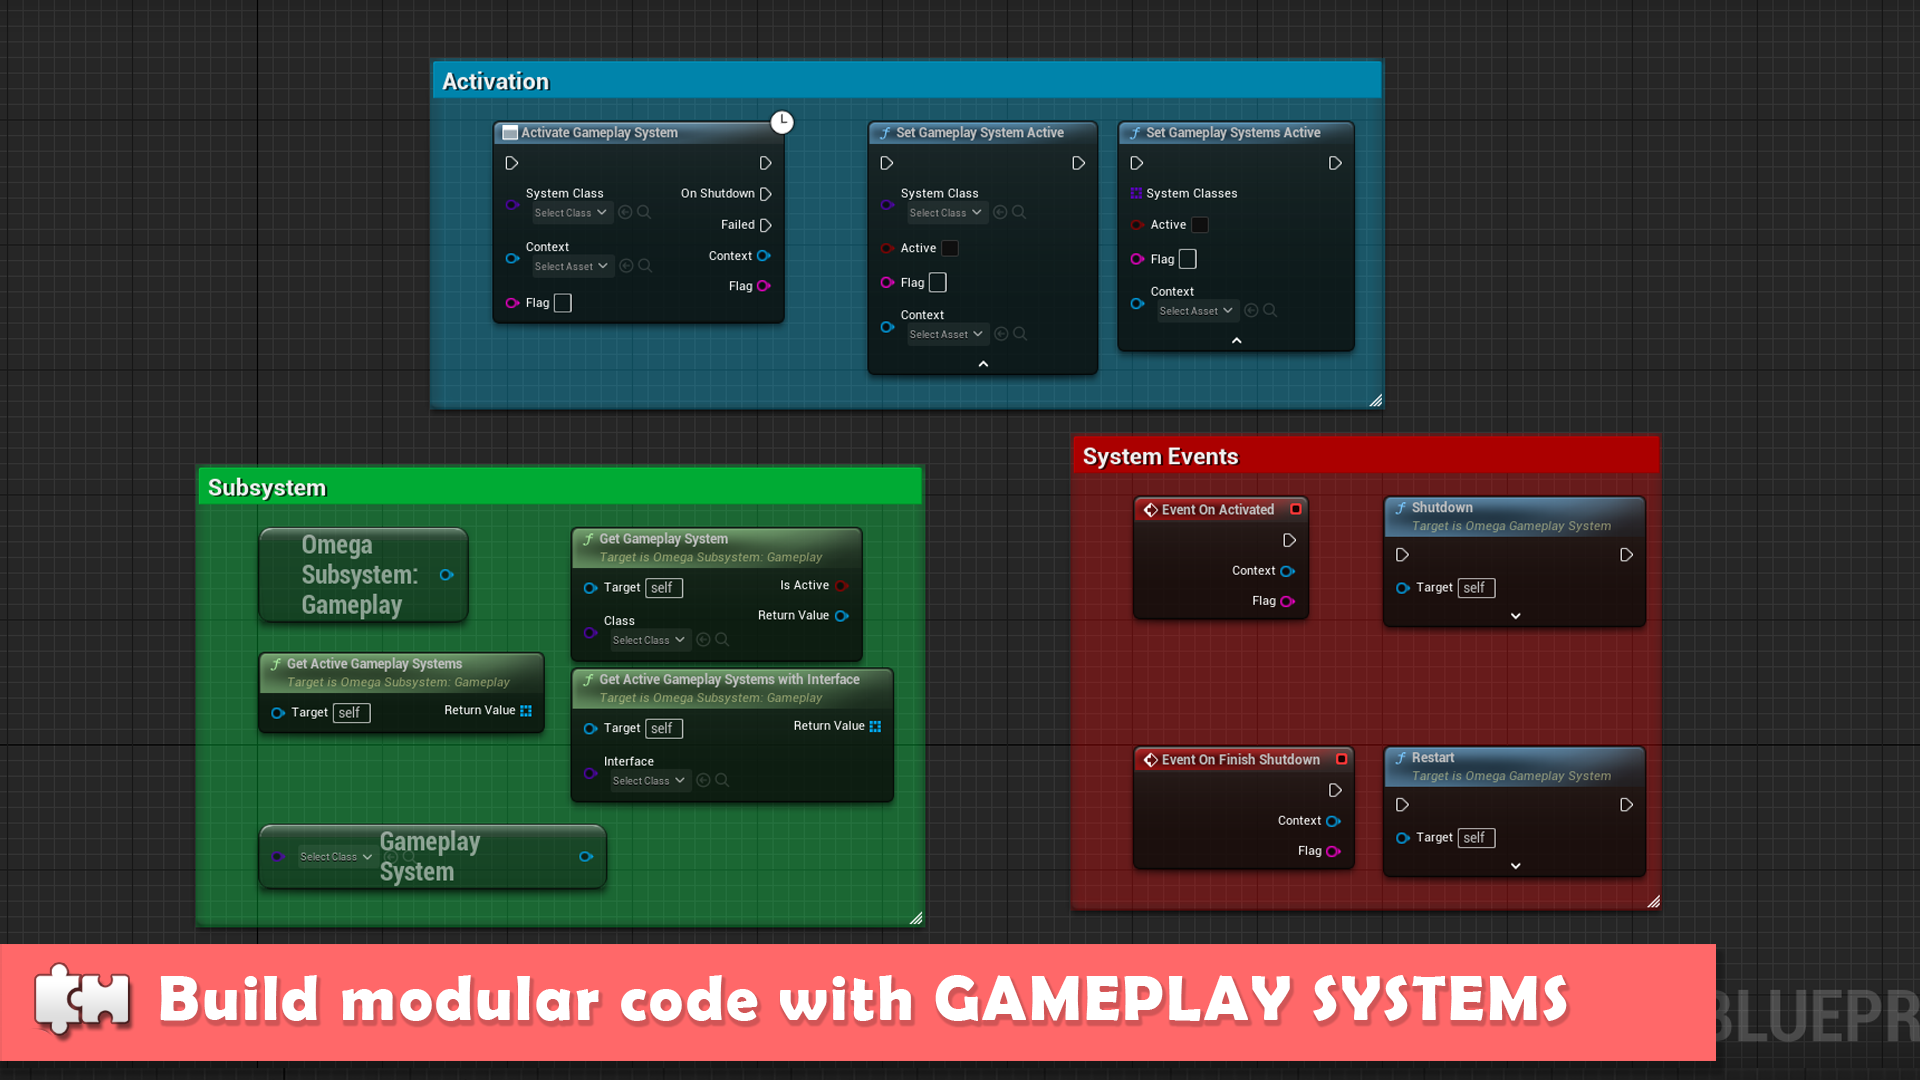 Activation
Activate Gameplay System
System Class
Select Class
Context
Select Asset
Flag
On Shutdown
Failed
Context
Flag
Set Gameplay System Active
System Class
Select Class
Active
Flag
Context
Select Asset
Set Gameplay Systems Active
System Classes
Active
Flag
Context
Select Asset
Subsystem
Omega
Subsystem:
Gameplay
Get Gameplay System
Target is Omega Subsystem: Gameplay
Target self
Is Active
Class
Return Value
Select Class
Get Active Gameplay Systems
Target is Omega Subsystem: Gameplay
Target self
Return Value
Get Active Gameplay Systems with Interface
Target is Omega Subsystem: Gameplay
Target self
Return Value
Interface
Select Class
Select Class
Gameplay
System
System Events
Event On Activated
Context
Flag
Shutdown
Target is Omega Gameplay System
Target self
Event On Finish Shutdown
Context
Flag
Restart
Target is Omega Gameplay System
Target self
Build modular code with GAMEPLAY SYSTEMS
BLUEPR